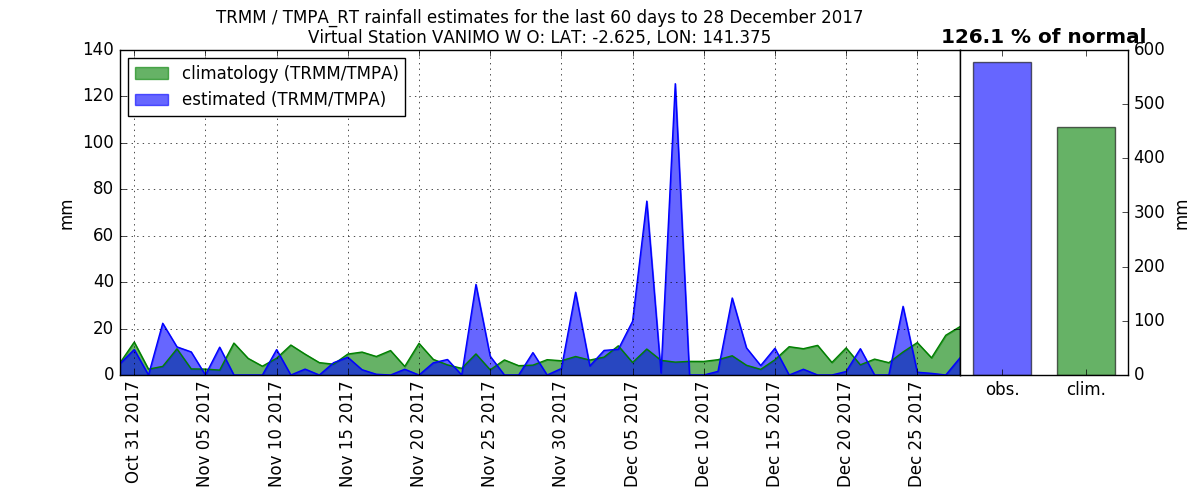 TRMM / TMPA_RT rainfall estimates for the last 60 days to 28 December 2017
Virtual Station VANIMO W O: LAT: -2.625, LON: 141.375
126.1 % of normal
climatology (TRMM/TMPA)
estimated (TRMM/TMPA)
140
120
100
80
60
40
20
0
mm
Oct 31 2017
Nov 05 2017
Nov 10 2017
Nov 15 2017
Nov 20 2017
Nov 25 2017
Nov 30 2017
Dec 05 2017
Dec 10 2017
Dec 15 2017
Dec 20 2017
Dec 25 2017
600
500
400
300
200
100
0
mm
obs.
clim.